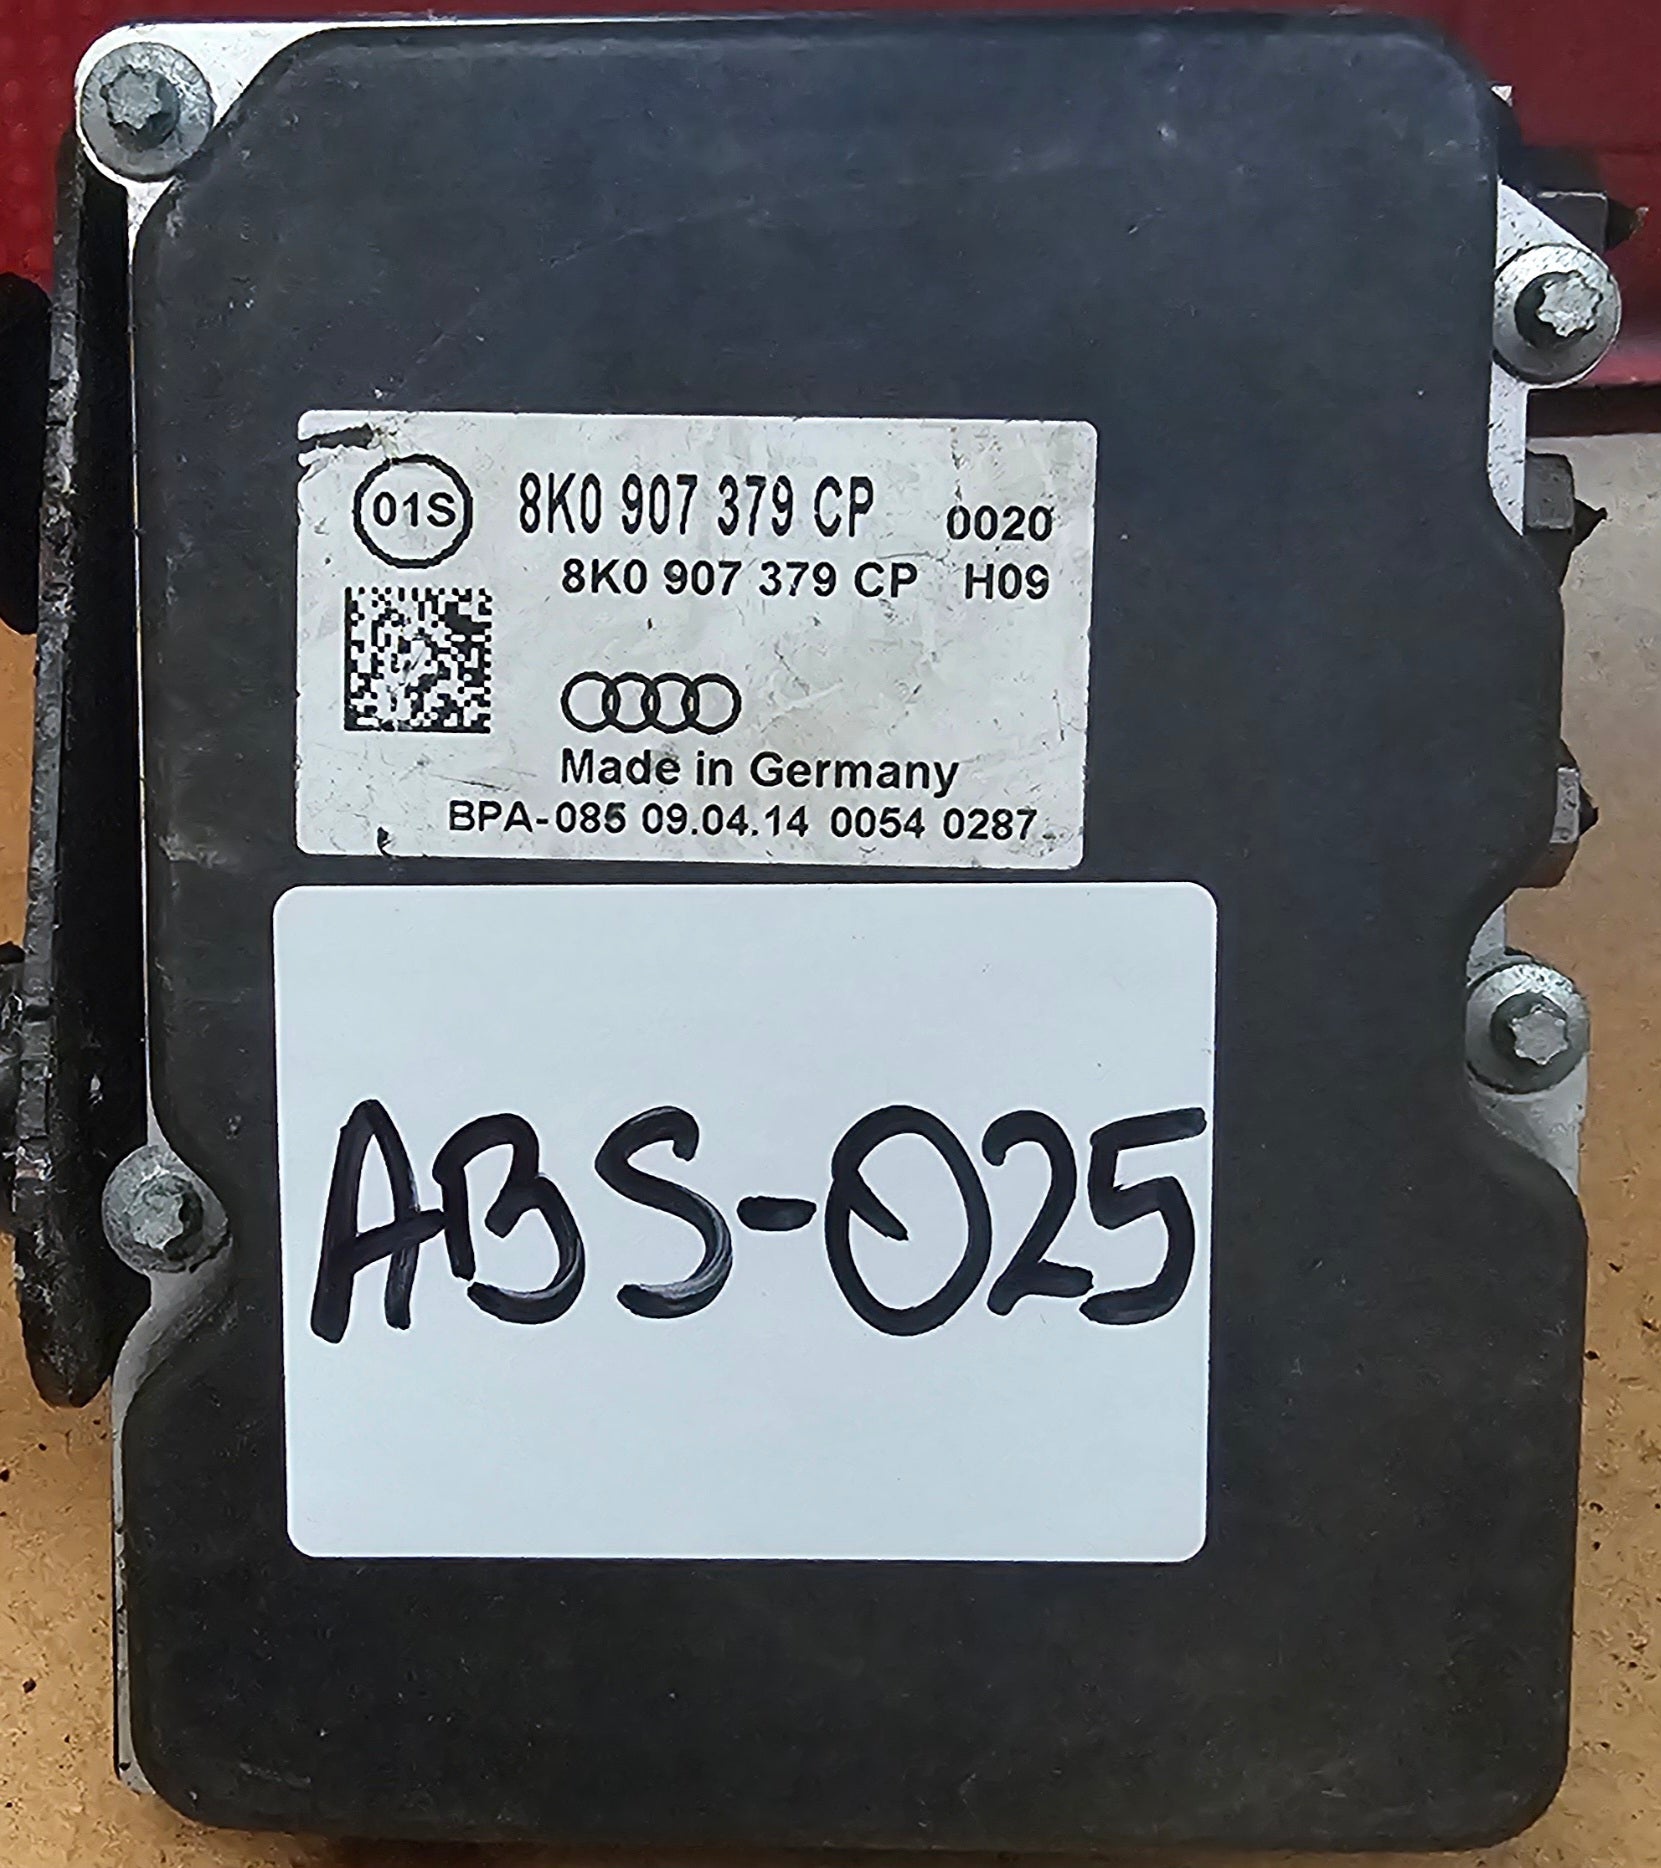 01S 8K0 907 379 CP 0020
8K0 907 379 CP H09
Made in Germany
BPA-085 09.04.14 0054 0287
ABS-025